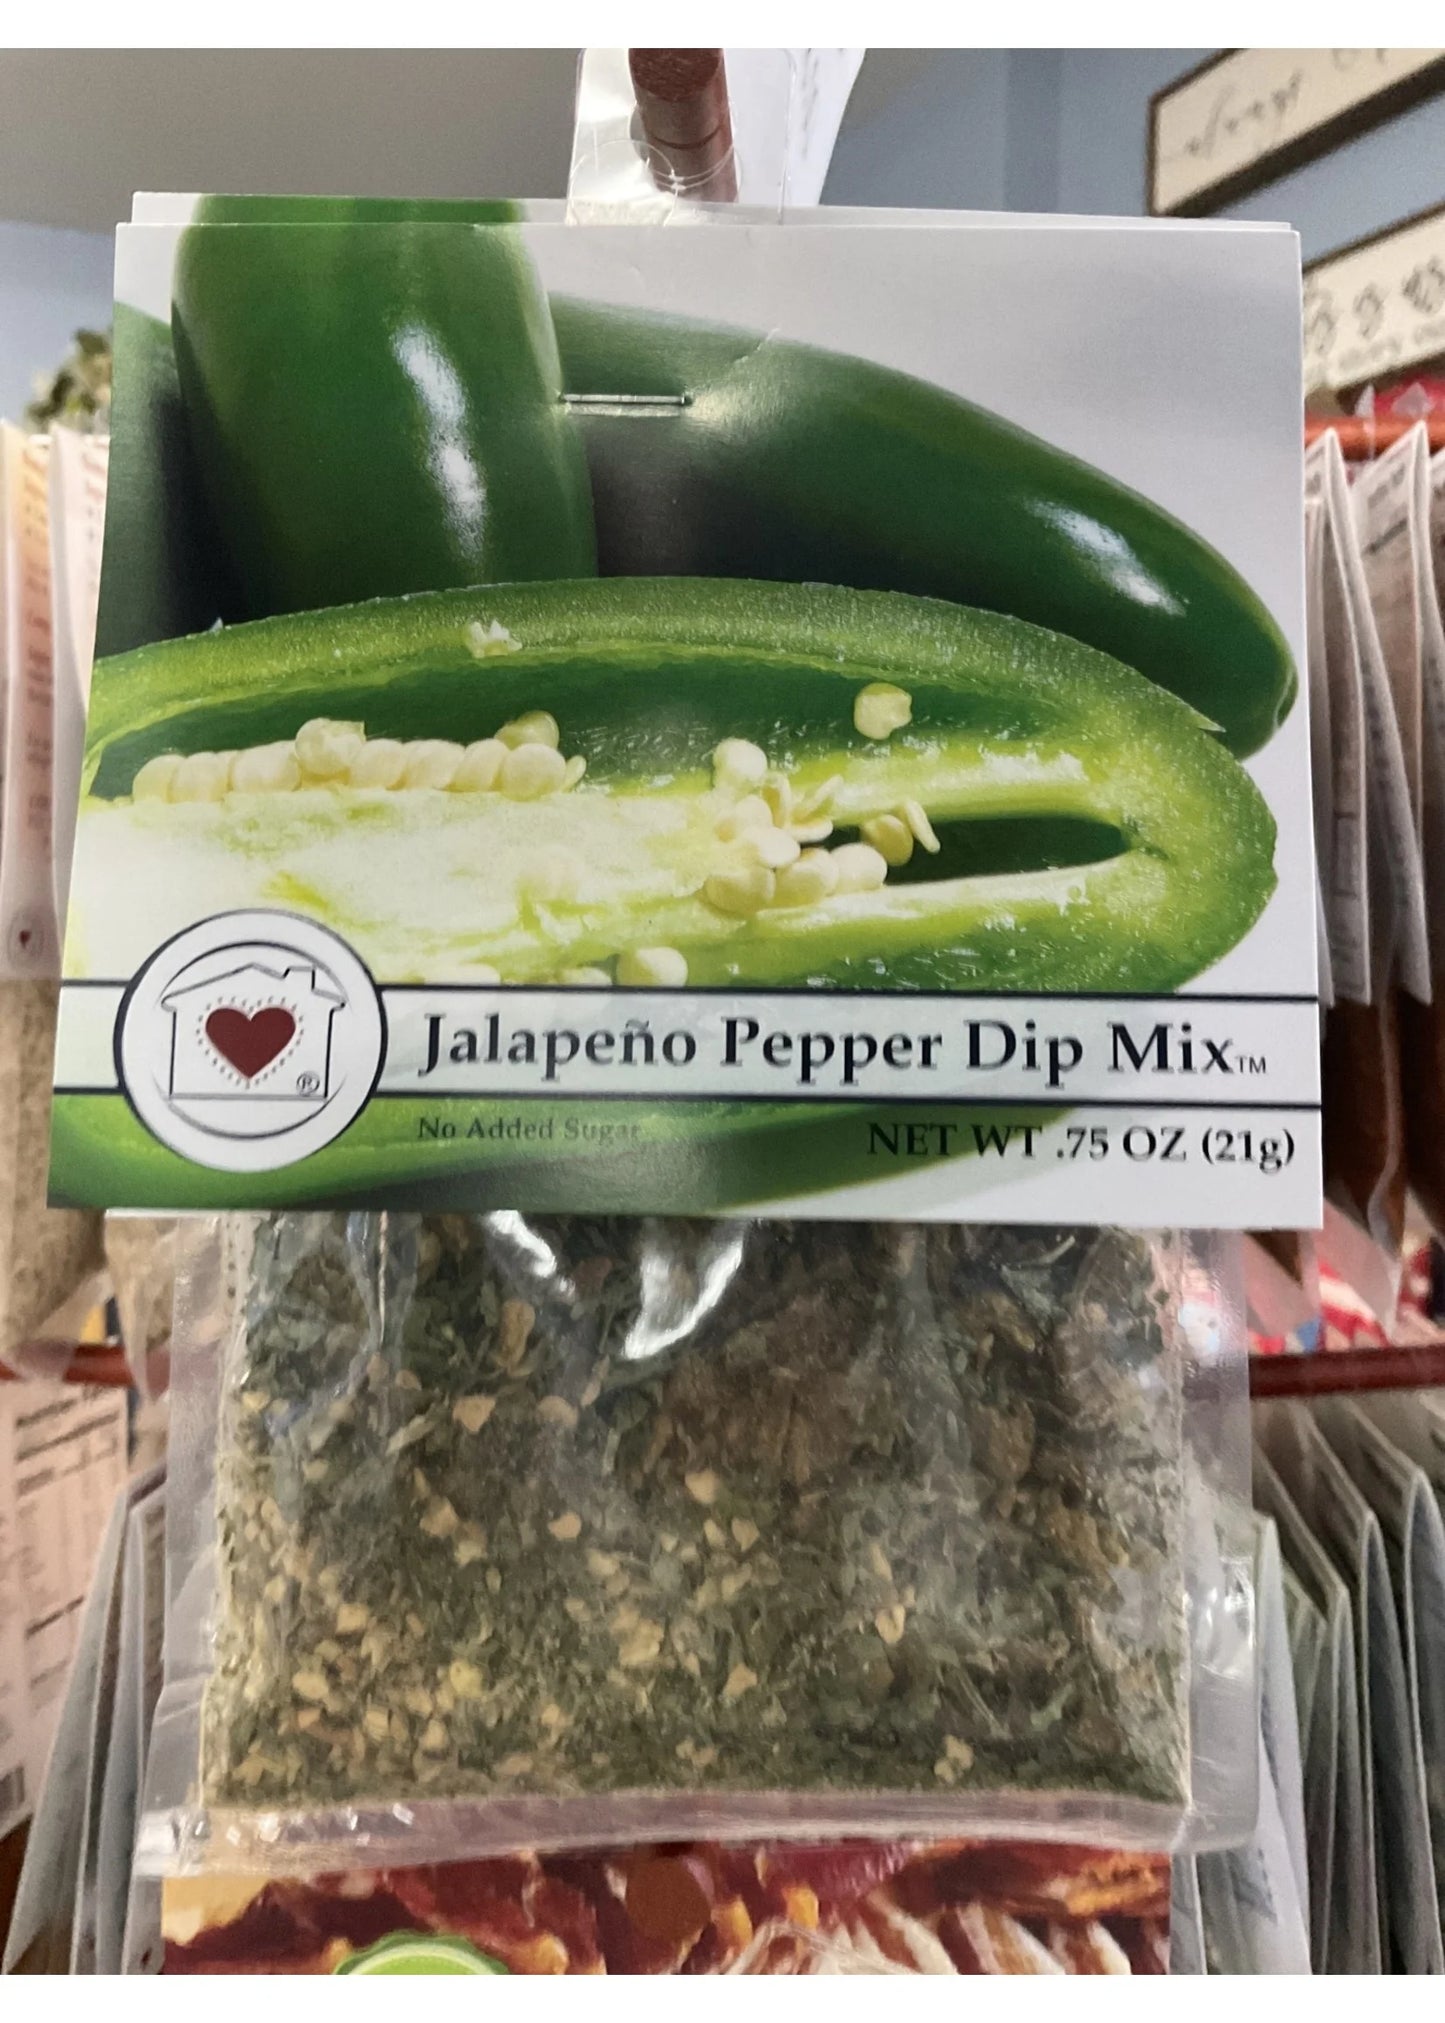 Jalapeño Pepper Dip Mix™
No Added Sugar
NET WT .75 OZ (21g)
®